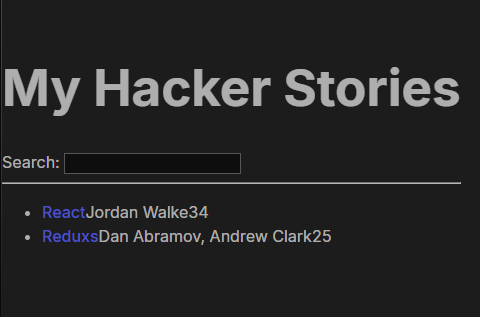 My Hacker Stories
Search:
ReactJordan Walke34
ReduxsDan Abramov, Andrew Clark25